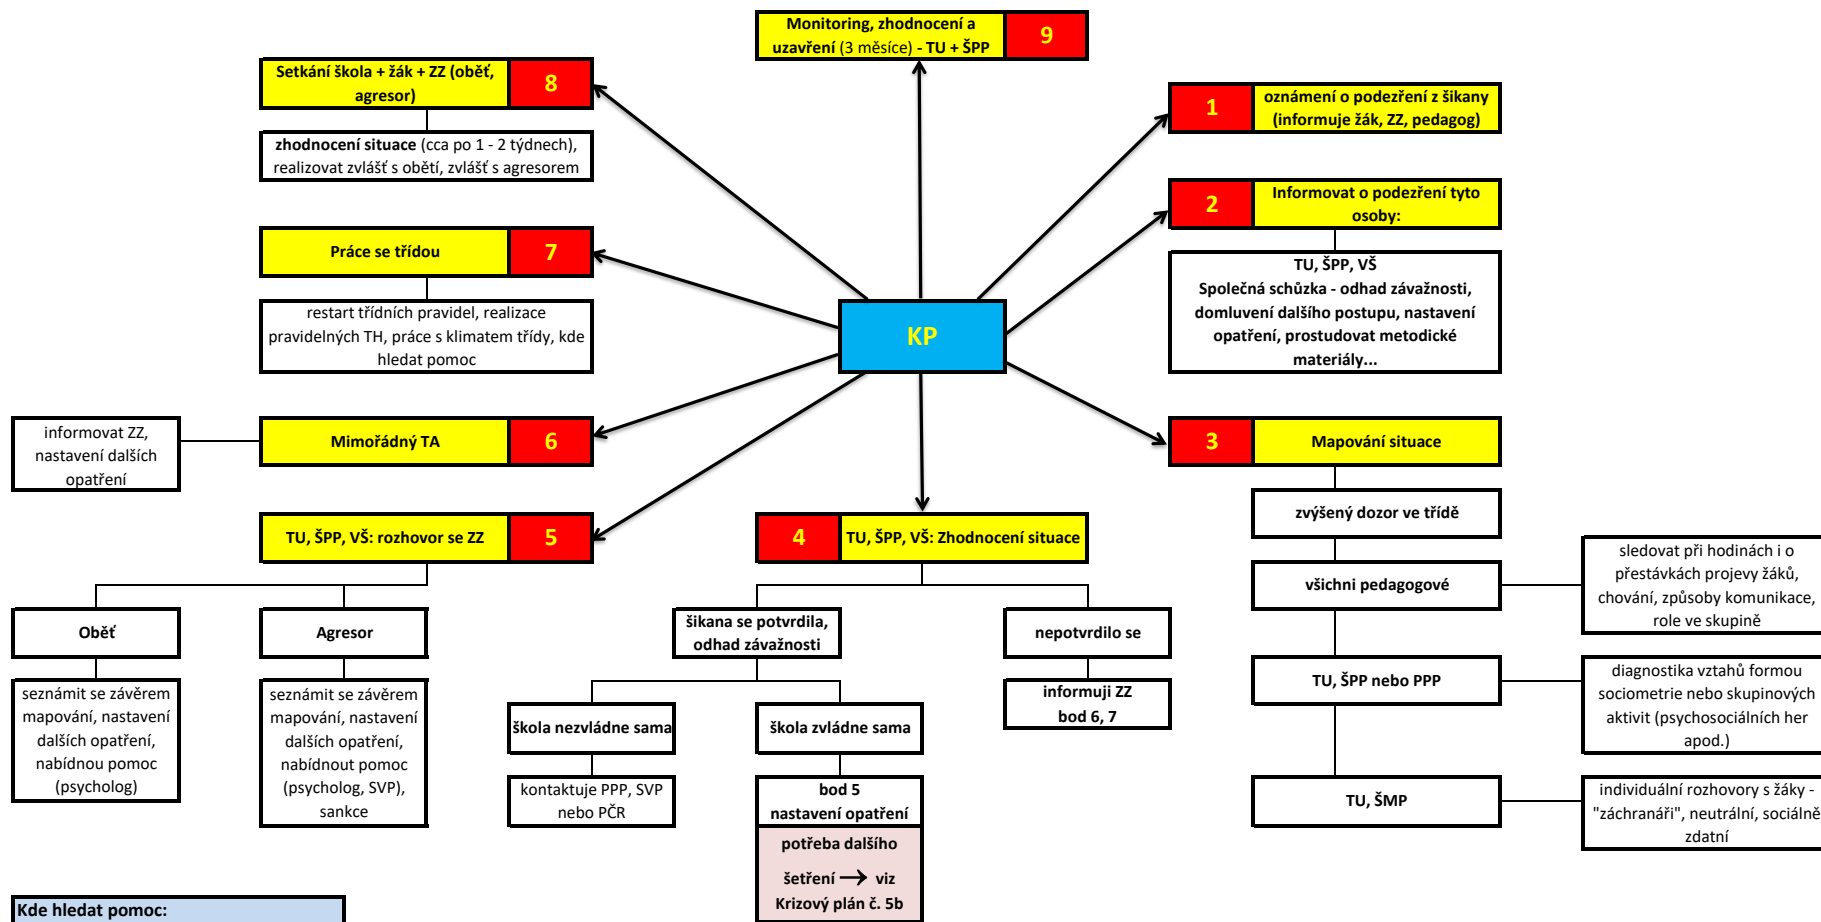 Monitoring, zhodnocení a
uzavření (3 měsíce) - TU + ŠPP
9
Setkání škola + žák + ZZ (oběť,
agresor)
8
zhodnocení situace (cca po 1 - 2 týdnech),
realizovat zvlášť s obětí, zvlášť s agresorem
1
oznámení o podezření z šikany
(informuje žák, ZZ, pedagog)
2
Informovat o podezření tyto
osoby:
TU, ŠPP, VŠ
Společná schůzka - odhad závažnosti,
domluvení dalšího postupu, nastavení
opatření, prostudovat metodické
materiály...
Práce se třídou
7
restart třídních pravidel, realizace
pravidelných TH, práce s klimatem třídy, kde
hledat pomoc
KP
informovat ZZ,
nastavení dalších
opatření
Mimořádný TA
6
3
Mapování situace
zvýšený dozor ve třídě
všichni pedagogové
sledovat při hodinách i o
přestávkách projevy žáků,
chování, způsoby komunikace,
role ve skupině
TU, ŠPP nebo PPP
diagnostika vztahů formou
sociometrie nebo skupinových
aktivit (psychosociálních her
apod.)
TU, ŠMP
individuální rozhovory s žáky -
"záchranáři", neutrální, sociálně
zdatní
TU, ŠPP, VŠ: rozhovor se ZZ
5
Oběť
seznámit se závěrem
mapování, nastavení
dalších opatření,
nabídnou pomoc
(psycholog)
Agresor
seznámit se závěrem
mapování, nastavení
dalších opatření,
nabídnout pomoc
(psycholog, SVP),
sankce
4
TU, ŠPP, VŠ: Zhodnocení situace
šikana se potvrdila,
odhad závažnosti
nepotvrdilo se
informuji ZZ
bod 6, 7
škola nezvládne sama
kontaktuje PPP, SVP
nebo PČR
škola zvládne sama
bod 5
nastavení opatření
potřeba dalšího
šetření → viz
Krizový plán č. 5b
Kde hledat pomoc: